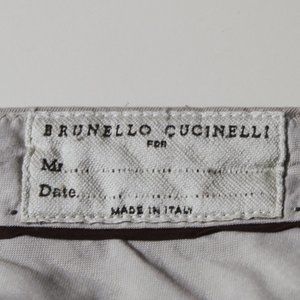 BRUNELLO CUCINELLI
FOR
Mr.......................
Date.......................
MADE IN ITALY